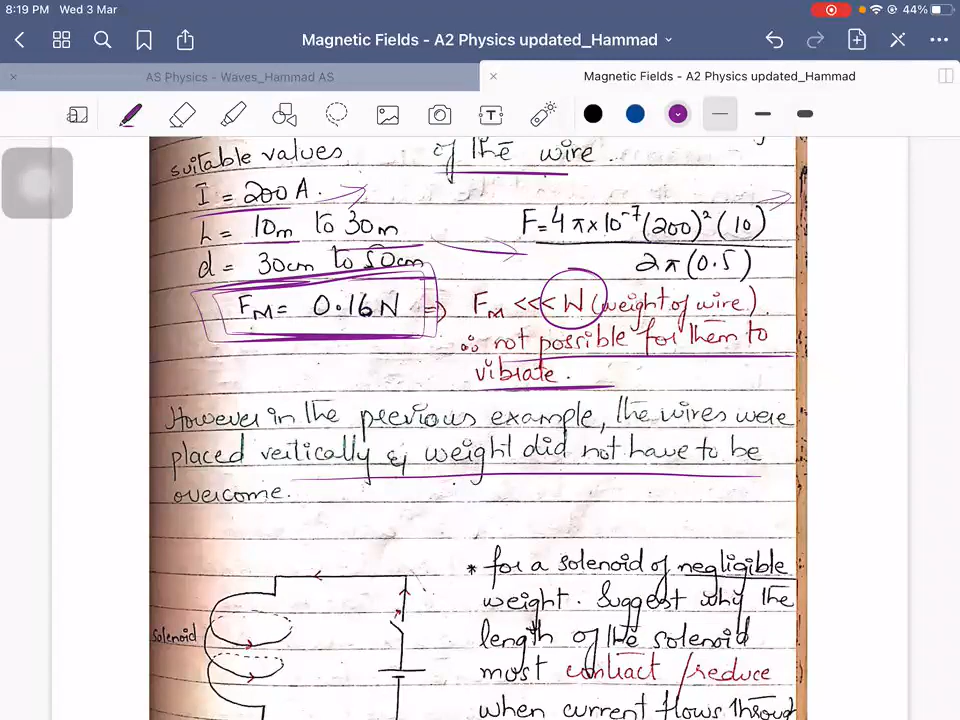 8:19 PM Wed 3 Mar
44%
Magnetic Fields - A2 Physics updated_Hammad
AS Physics - Waves_Hammad AS
Magnetic Fields - A2 Physics updated_Hammad
suitable values
of the wire.
I = 200A.
L = 10m to 30m
d = 30cm to 50cm
F = 4π×10⁻⁷ (200)² (10)
2π(0.5)
FM = 0.16N ⇒ FM <<< W (weight of wire)
∴ not possible for them to
vibrate.
However in the previous example, the wires were
placed vertically & weight did not have to be
overcome.
solenoid
* for a solenoid of negligible
weight. Suggest why the
length of the solenoid
most contract /reduce
when current flows through